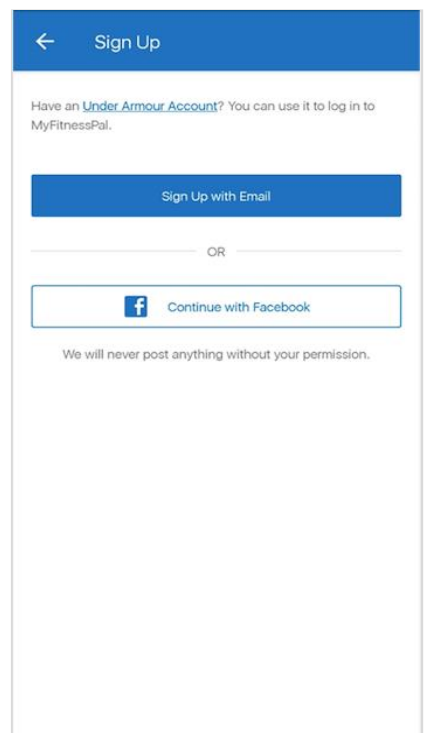 Sign Up
Have an Under Armour Account? You can use it to log in to
MyFitnessPal.
Sign Up with Email
OR
Continue with Facebook
We will never post anything without your permission.